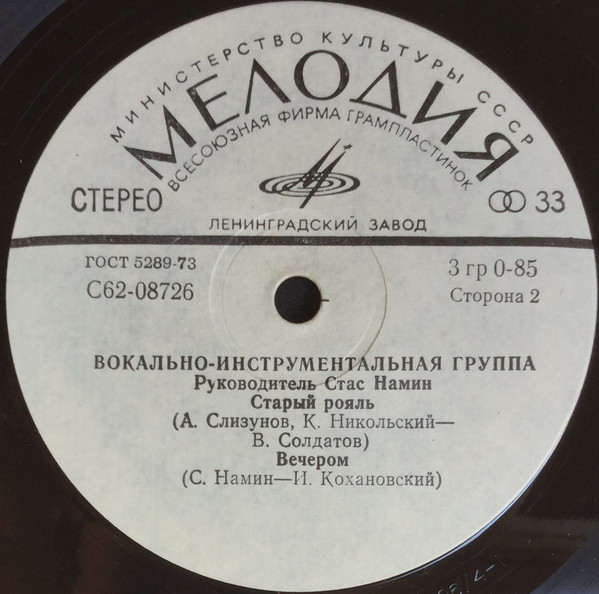 МИНИСТЕРСТВО КУЛЬТУРЫ СССР
МЕЛОДИЯ
ВСЕСОЮЗНАЯ ФИРМА ГРАМПЛАСТИНОК
СТЕРЕО
33
ЛЕНИНГРАДСКИЙ ЗАВОД
ГОСТ 5289-73
3 гр 0-85
С62-08726
Сторона 2
ВОКАЛЬНО-ИНСТРУМЕНТАЛЬНАЯ ГРУППА
Руководитель Стас Намин
Старый рояль
(А. Слизунов, К. Никольский—
В. Солдатов)
Вечером
(С. Намин—И. Кохановский)